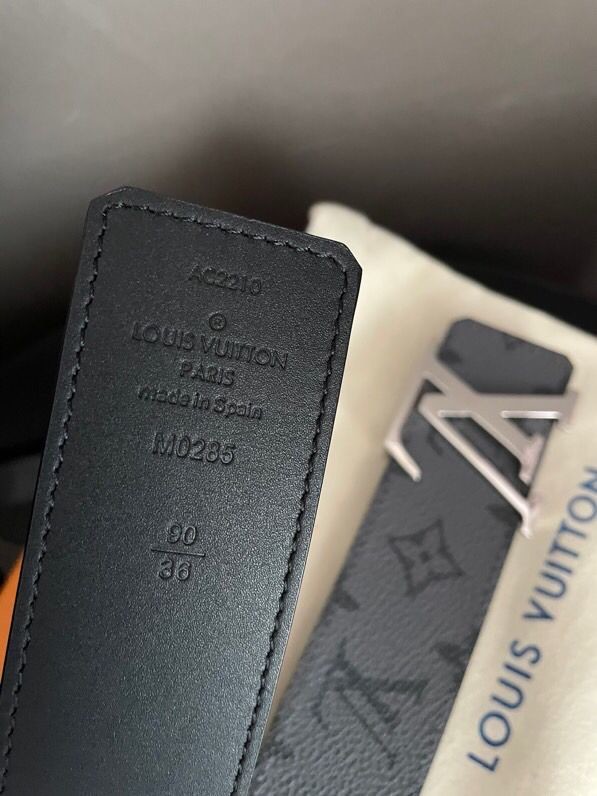 AC2210
®
LOUIS VUITTON
PARIS
made in Spain
M0285
90
36
LOUIS VUITTON